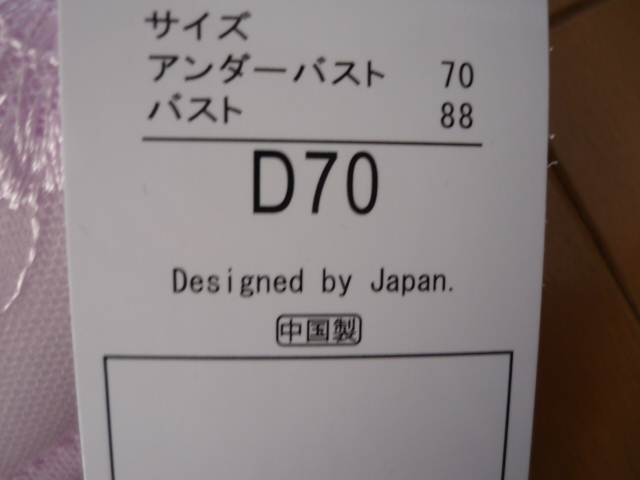 サイズ
アンダーバスト 70
バスト 88
D70
Designed by Japan.
中国製